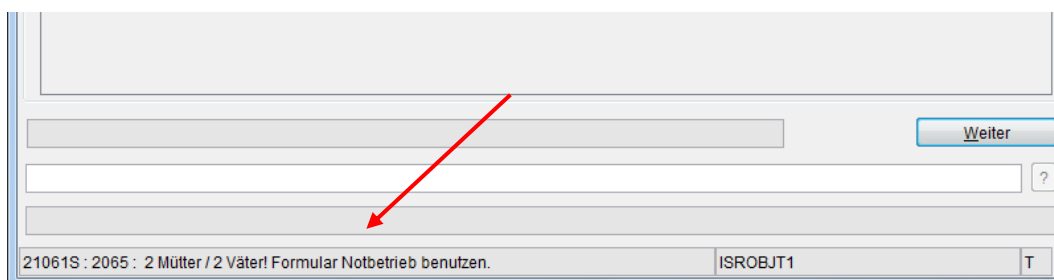 Weiter
?
21061S : 2065 :  2 Mütter / 2 Väter! Formular Notbetrieb benutzen. ISROBJT1 T